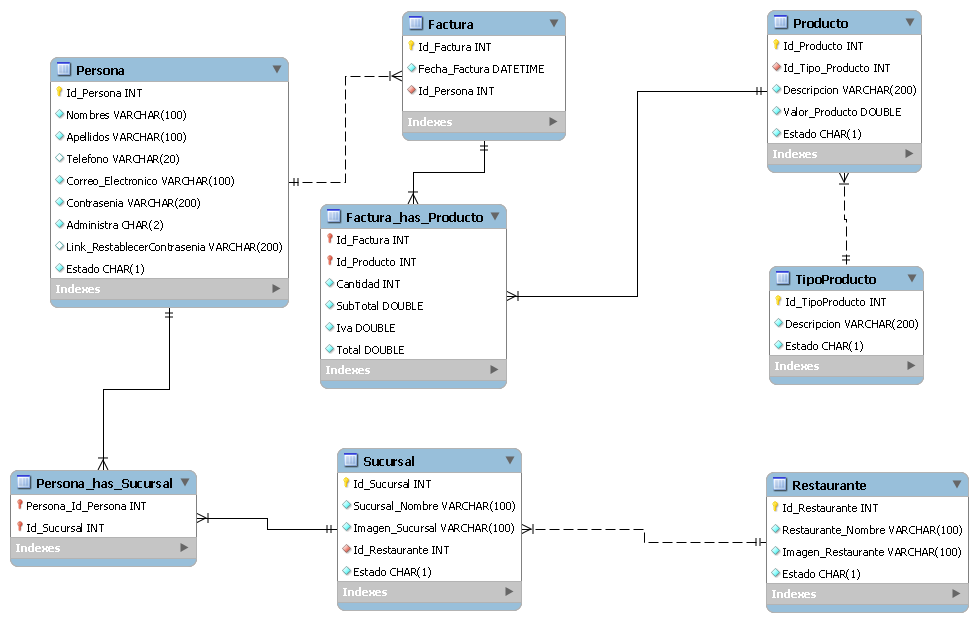 Persona
Id_Persona INT
Nombres VARCHAR(100)
Apellidos VARCHAR(100)
Telefono VARCHAR(20)
Correo_Electronico VARCHAR(100)
Contrasenia VARCHAR(200)
Administra CHAR(2)
Link_RestablecerContrasenia VARCHAR(200)
Estado CHAR(1)
Indexes
Factura
Id_Factura INT
Fecha_Factura DATETIME
Id_Persona INT
Indexes
Producto
Id_Producto INT
Id_Tipo_Producto INT
Descripcion VARCHAR(200)
Valor_Producto DOUBLE
Estado CHAR(1)
Indexes
Factura_has_Producto
Id_Factura INT
Id_Producto INT
Cantidad INT
SubTotal DOUBLE
Iva DOUBLE
Total DOUBLE
Indexes
TipoProducto
Id_TipoProducto INT
Descripcion VARCHAR(200)
Estado CHAR(1)
Indexes
Persona_has_Sucursal
Persona_Id_Persona INT
Id_Sucursal INT
Indexes
Sucursal
Id_Sucursal INT
Sucursal_Nombre VARCHAR(100)
Imagen_Sucursal VARCHAR(100)
Id_Restaurante INT
Estado CHAR(1)
Indexes
Restaurante
Id_Restaurante INT
Restaurante_Nombre VARCHAR(100)
Imagen_Restaurante VARCHAR(100)
Estado CHAR(1)
Indexes